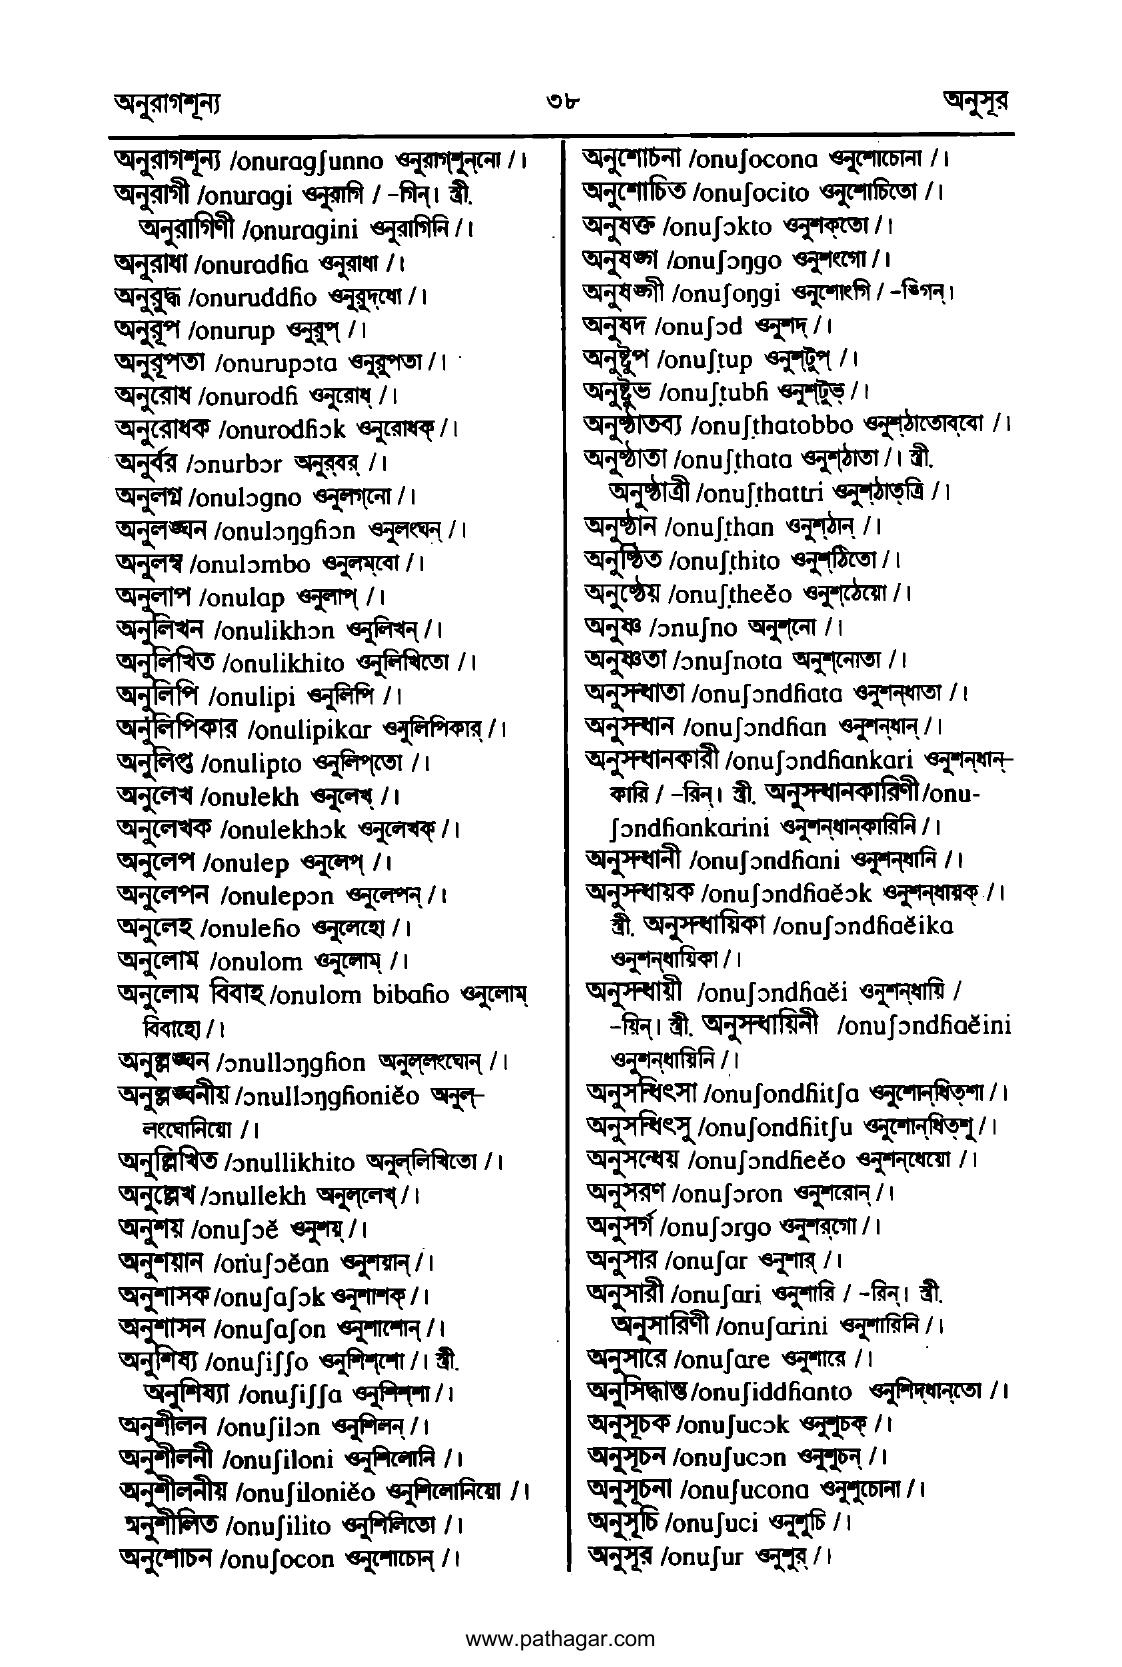 অনুরাগশূন্য ৩৮ অনুসূর
অনুরাগশূন্য /onuragʃunno ওনুরাগ্‌শুন্‌নো /।
অনুরাগী /onuragi ওনুরাগি / -গিন্‌। স্ত্রী.
অনুরাগিণী /onuragini ওনুরাগিনি /।
অনুরাধা /onuradɦa ওনুরাধা /।
অনুরুদ্ধ /onuruddɦo ওনুরুদ্‌ধো /।
অনুরূপ /onurup ওনুরূপ্‌ /।
অনুরূপতা /onurupɔta ওনুরূপতা /।
অনুরোধ /onurodɦ ওনুরোধ্‌ /।
অনুরোধক /onurodɦɔk ওনুরোধক্‌ /।
অনুর্বর /ɔnurbɔr অনুর্‌বর্‌ /।
অনুলগ্ন /onulɔgno ওনুলগ্‌নো /।
অনুলঙ্ঘন /onulɔŋgɦɔn ওনুলংঘন্‌ /।
অনুলম্ব /onulɔmbo ওনুলম্‌বো /।
অনুলাপ /onulap ওনুলাপ্‌ /।
অনুলিখন /onulikhɔn ওনুলিখন্‌ /।
অনুলিখিত /onulikhito ওনুলিখিতো /।
অনুলিপি /onulipi ওনুলিপি /।
অনুলিপিকার /onulipikar ওনুলিপিকার্‌ /।
অনুলিপ্ত /onulipto ওনুলিপ্‌তো /।
অনুলেখ /onulekh ওনুলেখ্‌ /।
অনুলেখক /onulekhɔk ওনুলেখক্‌ /।
অনুলেপ /onulep ওনুলেপ্‌ /।
অনুলেপন /onulepɔn ওনুলেপন্‌ /।
অনুলেহ /onuleɦo ওনুলেহো /।
অনুলোম /onulom ওনুলোম্‌ /।
অনুলোম বিবাহ /onulom bibaɦo ওনুলোম্‌
বিবাহো /।
অনুল্লঙ্ঘন /ɔnullɔŋgɦon অনুল্‌লংঘোন্‌ /।
অনুল্লঙ্ঘনীয় /ɔnullɔŋgɦoniĕo অনুল্‌-
লংঘোনিয়ো /।
অনুল্লিখিত /ɔnullikhito অনুল্‌লিখিতো /।
অনুল্লেখ /ɔnullekh অনুল্‌লেখ্‌ /।
অনুশয় /onuʃɔĕ ওনুশয়্‌ /।
অনুশয়ান /onuʃɔĕan ওনুশয়ান্‌ /।
অনুশাসক /onuʃaʃɔk ওনুশাশক্‌ /।
অনুশাসন /onuʃaʃon ওনুশাশোন্‌ /।
অনুশিষ্য /onuʃiʃʃo ওনুশিশ্‌শো /। স্ত্রী.
অনুশিষ্যা /onuʃiʃʃa ওনুশিশ্‌শা /।
অনুশীলন /onuʃilɔn ওনুশিলন্‌ /।
অনুশীলনী /onuʃiloni ওনুশিলোনি /।
অনুশীলনীয় /onuʃiloniĕo ওনুশিলোনিয়ো /।
অনুশীলিত /onuʃilito ওনুশিলিতো /।
অনুশোচন /onuʃocon ওনুশোচোন্‌ /।
অনুশোচনা /onuʃocona ওনুশোচোনা /।
অনুশোচিত /onuʃocito ওনুশোচিতো /।
অনুষক্ত /onuʃɔkto ওনুশক্‌তো /।
অনুষঙ্গ /onuʃɔŋgo ওনুশংগো /।
অনুষঙ্গী /onuʃoŋgi ওনুশোংগি / -ঙ্গিন্‌।
অনুষদ /onuʃɔd ওনুশদ্‌ /।
অনুষ্টুপ /onuʃṭup ওনুশ্‌টুপ্‌ /।
অনুষ্টুভ /onuʃṭubɦ ওনুশ্‌টুভ্‌ /।
অনুষ্ঠাতব্য /onuʃṭhatobbo ওনুশ্‌ঠাতোব্‌বো /।
অনুষ্ঠাতা /onuʃṭhata ওনুশ্‌ঠাতা /। স্ত্রী.
অনুষ্ঠাত্রী /onuʃṭhattri ওনুশ্‌ঠাত্‌ত্রি /।
অনুষ্ঠান /onuʃṭhan ওনুশ্‌ঠান্‌ /।
অনুষ্ঠিত /onuʃṭhito ওনুশ্‌ঠিতো /।
অনুষ্ঠেয় /onuʃṭheĕo ওনুশ্‌ঠেয়ো /।
অনুষ্ণ /ɔnuʃno অনুশ্‌নো /।
অনুষ্ণতা /ɔnuʃnota অনুশ্‌নোতা /।
অনুসন্ধাতা /onuʃɔndɦata ওনুশন্‌ধাতা /।
অনুসন্ধান /onuʃɔndɦan ওনুশন্‌ধান্‌ /।
অনুসন্ধানকারী /onuʃɔndɦankari ওনুশন্‌ধান্‌-
কারি / -রিন্‌। স্ত্রী. অনুসন্ধানকারিণী /onu-
ʃɔndɦankarini ওনুশন্‌ধান্‌কারিনি /।
অনুসন্ধানী /onuʃɔndɦani ওনুশন্‌ধানি /।
অনুসন্ধায়ক /onuʃɔndɦaĕɔk ওনুশন্‌ধায়ক্‌ /।
স্ত্রী. অনুসন্ধায়িকা /onuʃɔndɦaĕika
ওনুশন্‌ধায়িকা /।
অনুসন্ধায়ী /onuʃɔndɦaĕi ওনুশন্‌ধায়ি /
-য়িন্‌। স্ত্রী. অনুসন্ধায়িনী /onuʃɔndɦaĕini
ওনুশন্‌ধায়িনি /।
অনুসন্ধিৎসা /onuʃondɦitʃa ওনুশোন্‌ধিত্‌শা /।
অনুসন্ধিৎসু /onuʃondɦitʃu ওনুশোন্‌ধিত্‌শু /।
অনুসন্ধেয় /onuʃɔndɦeĕo ওনুশন্‌ধেয়ো /।
অনুসরণ /onuʃɔron ওনুশরোন্‌ /।
অনুসর্গ /onuʃɔrgo ওনুশর্‌গো /।
অনুসার /onuʃar ওনুশার্‌ /।
অনুসারী /onuʃari ওনুশারি / -রিন্‌। স্ত্রী.
অনুসারিণী /onuʃarini ওনুশারিনি /।
অনুসারে /onuʃare ওনুশারে /।
অনুসিদ্ধান্ত /onuʃiddɦanto ওনুশিদ্‌ধান্‌তো /।
অনুসূচক /onuʃucɔk ওনুশুচক্‌ /।
অনুসূচন /onuʃucɔn ওনুশুচন্‌ /।
অনুসূচনা /onuʃucona ওনুশুচোনা /।
অনুসূচি /onuʃuci ওনুশুচি /।
অনুসূর /onuʃur ওনুশুর্‌ /।
www.pathagar.com